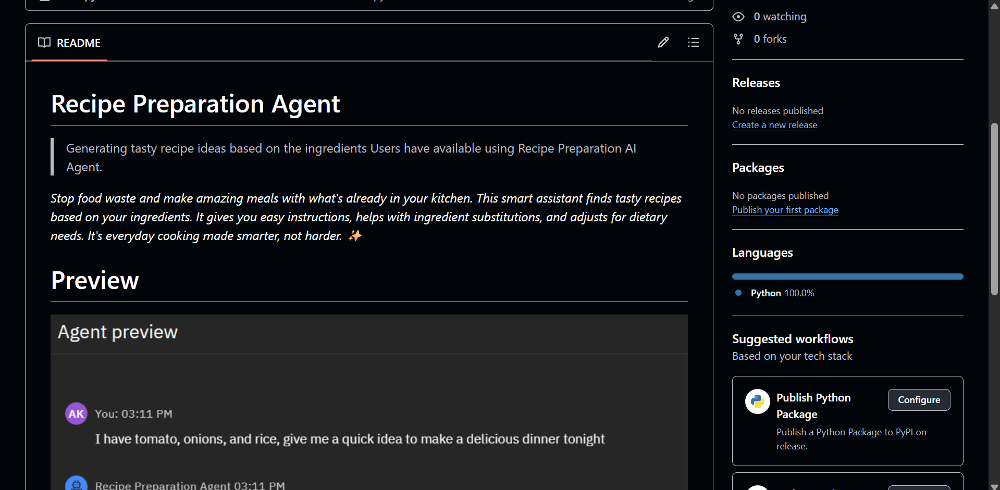 README
Recipe Preparation Agent
Generating tasty recipe ideas based on the ingredients Users have available using Recipe Preparation AI
Agent.
Stop food waste and make amazing meals with what's already in your kitchen. This smart assistant finds tasty recipes
based on your ingredients. It gives you easy instructions, helps with ingredient substitutions, and adjusts for dietary
needs. It's everyday cooking made smarter, not harder. ✨
Preview
Agent preview
AK
You: 03:11 PM
I have tomato, onions, and rice, give me a quick idea to make a delicious dinner tonight
Recipe Preparation Agent 03:11 PM
0 watching
0 forks
Releases
No releases published
Create a new release
Packages
No packages published
Publish your first package
Languages
Python 100.0%
Suggested workflows
Based on your tech stack
Publish Python
Package
Configure
Publish a Python Package to PyPI on
release.